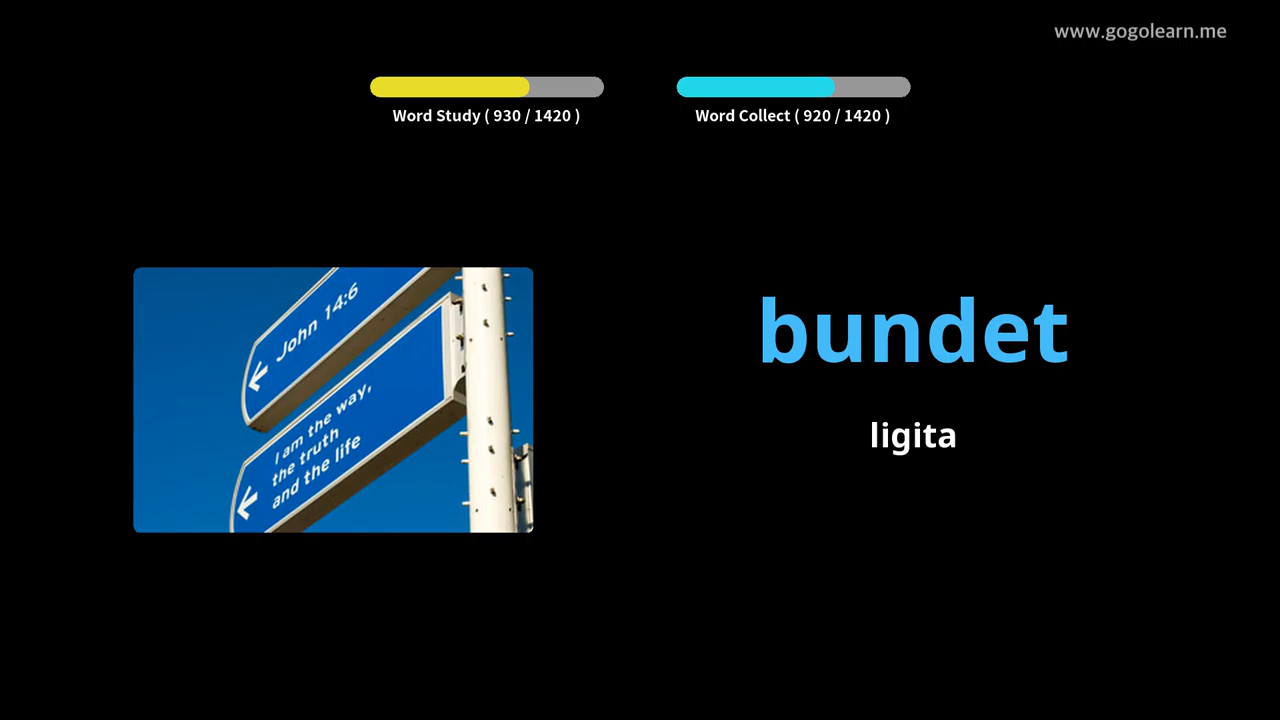 www.gogolearn.me
Word Study ( 930 / 1420 )
Word Collect ( 920 / 1420 )
John 14:6
I am the way,
the truth
and the life
bundet
ligita